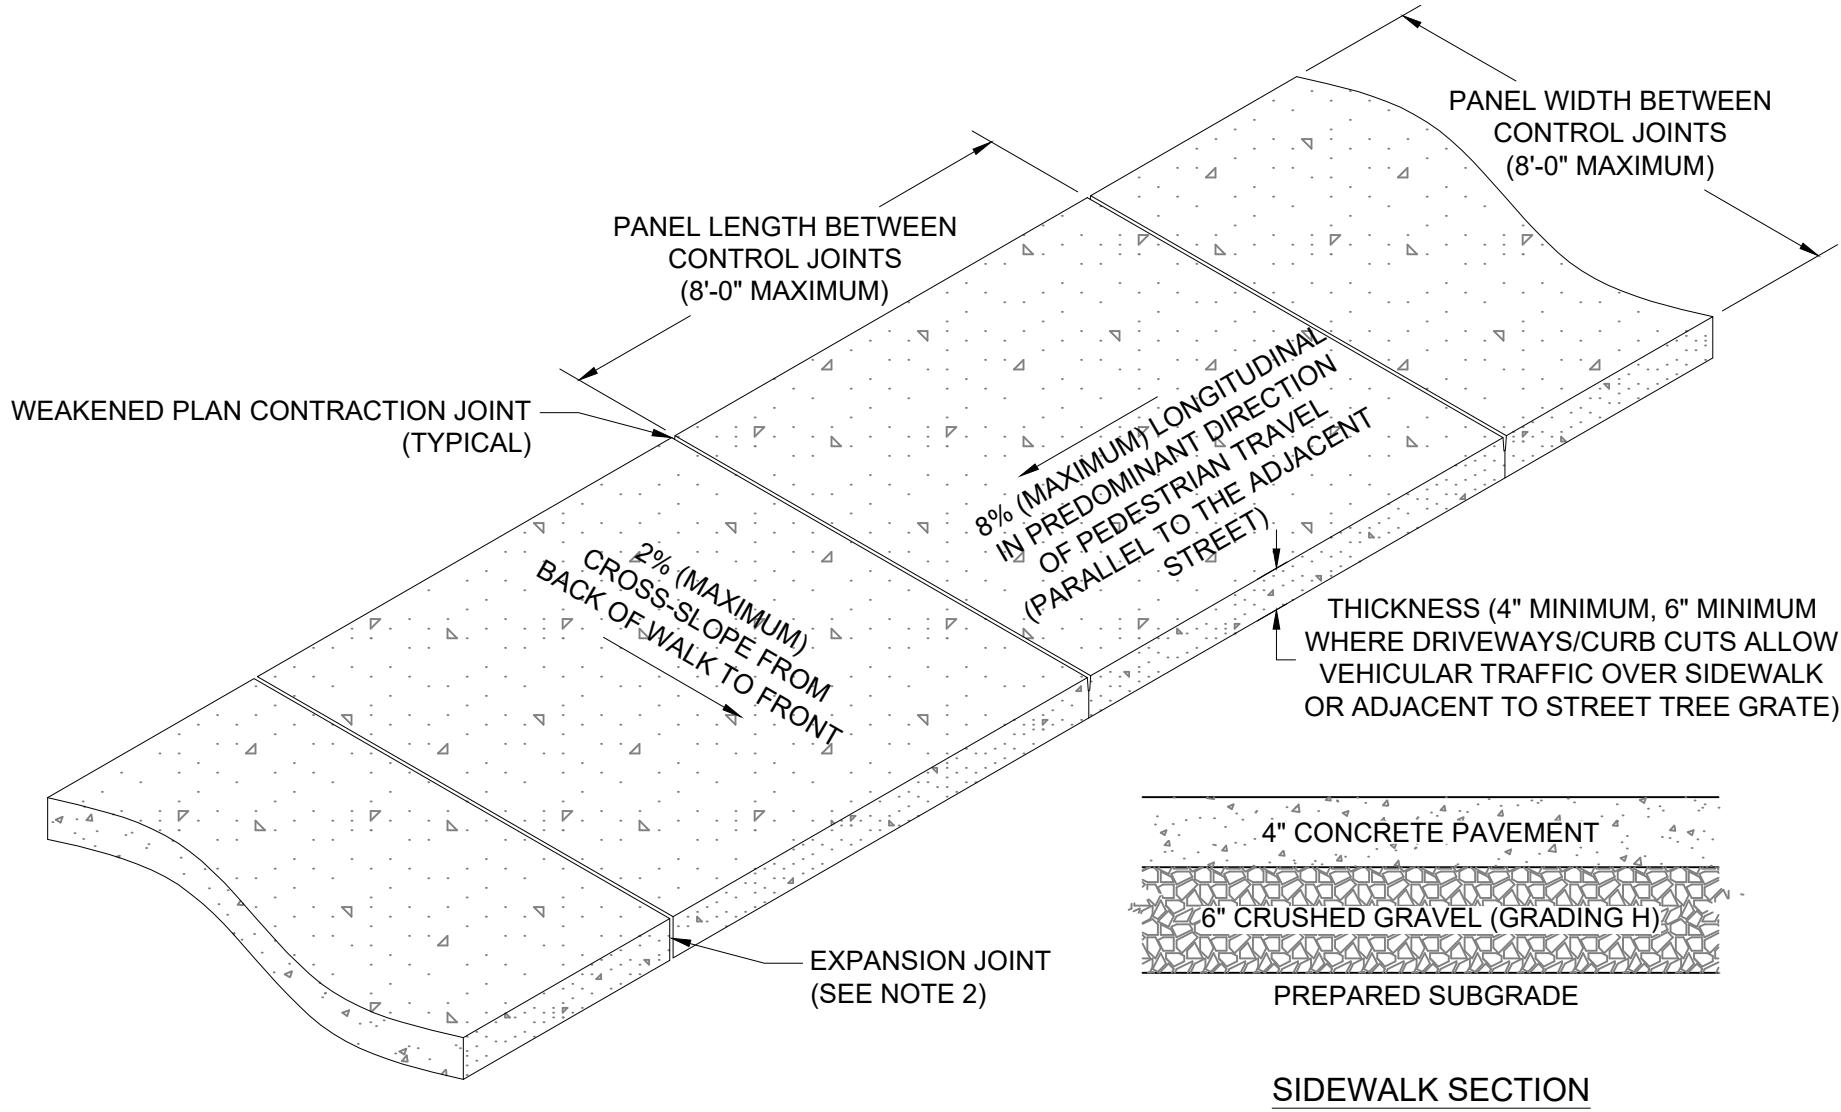 PANEL WIDTH BETWEEN
CONTROL JOINTS
(8'-0" MAXIMUM)
PANEL LENGTH BETWEEN
CONTROL JOINTS
(8'-0" MAXIMUM)
WEAKENED PLAN CONTRACTION JOINT
(TYPICAL)
8% (MAXIMUM) LONGITUDINAL
IN PREDOMINANT DIRECTION
OF PEDESTRIAN TRAVEL
(PARALLEL TO THE ADJACENT
STREET)
2% (MAXIMUM)
CROSS-SLOPE FROM
BACK OF WALK TO FRONT
THICKNESS (4" MINIMUM, 6" MINIMUM
WHERE DRIVEWAYS/CURB CUTS ALLOW
VEHICULAR TRAFFIC OVER SIDEWALK
OR ADJACENT TO STREET TREE GRATE)
4" CONCRETE PAVEMENT
6" CRUSHED GRAVEL (GRADING H)
PREPARED SUBGRADE
EXPANSION JOINT
(SEE NOTE 2)
SIDEWALK SECTION